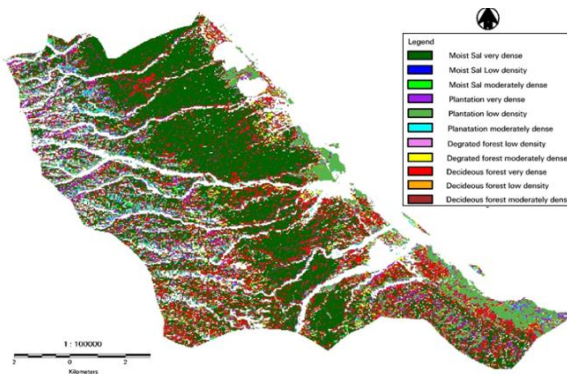 Legend
Moist Sal very dense
Moist Sal Low density
Moist Sal moderately dense
Plantation very dense
Plantation low density
Planatation moderately dense
Degrated forest low density
Degrated forest moderately dense
Decideous forest very dense
Decideous forest low density
Decideous forest moderately dense
1 : 100000
2 0 2
Kilometers